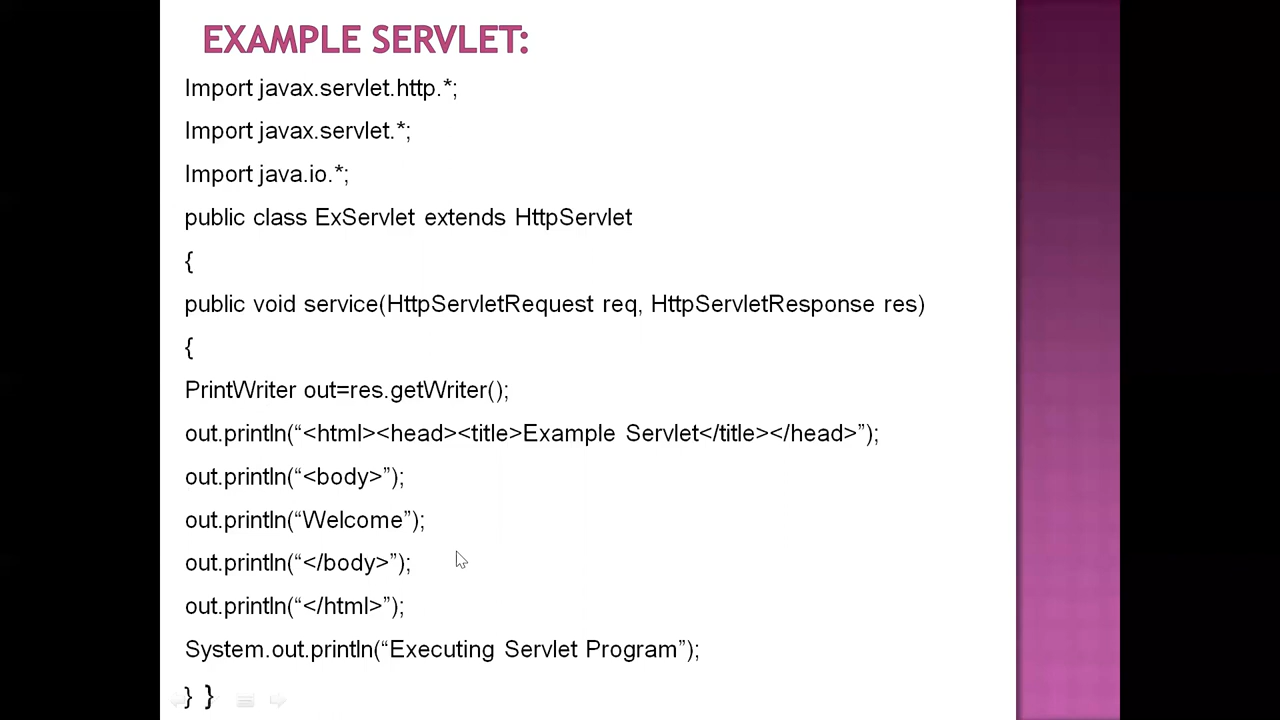 EXAMPLE SERVLET:
Import javax.servlet.http.*;
Import javax.servlet.*;
Import java.io.*;
public class ExServlet extends HttpServlet
{
public void service(HttpServletRequest req, HttpServletResponse res)
{
PrintWriter out=res.getWriter();
out.println(“<html><head><title>Example Servlet</title></head>”);
out.println(“<body>”);
out.println(“Welcome”);
out.println(“</body>”);
out.println(“</html>”);
System.out.println(“Executing Servlet Program”);
} }